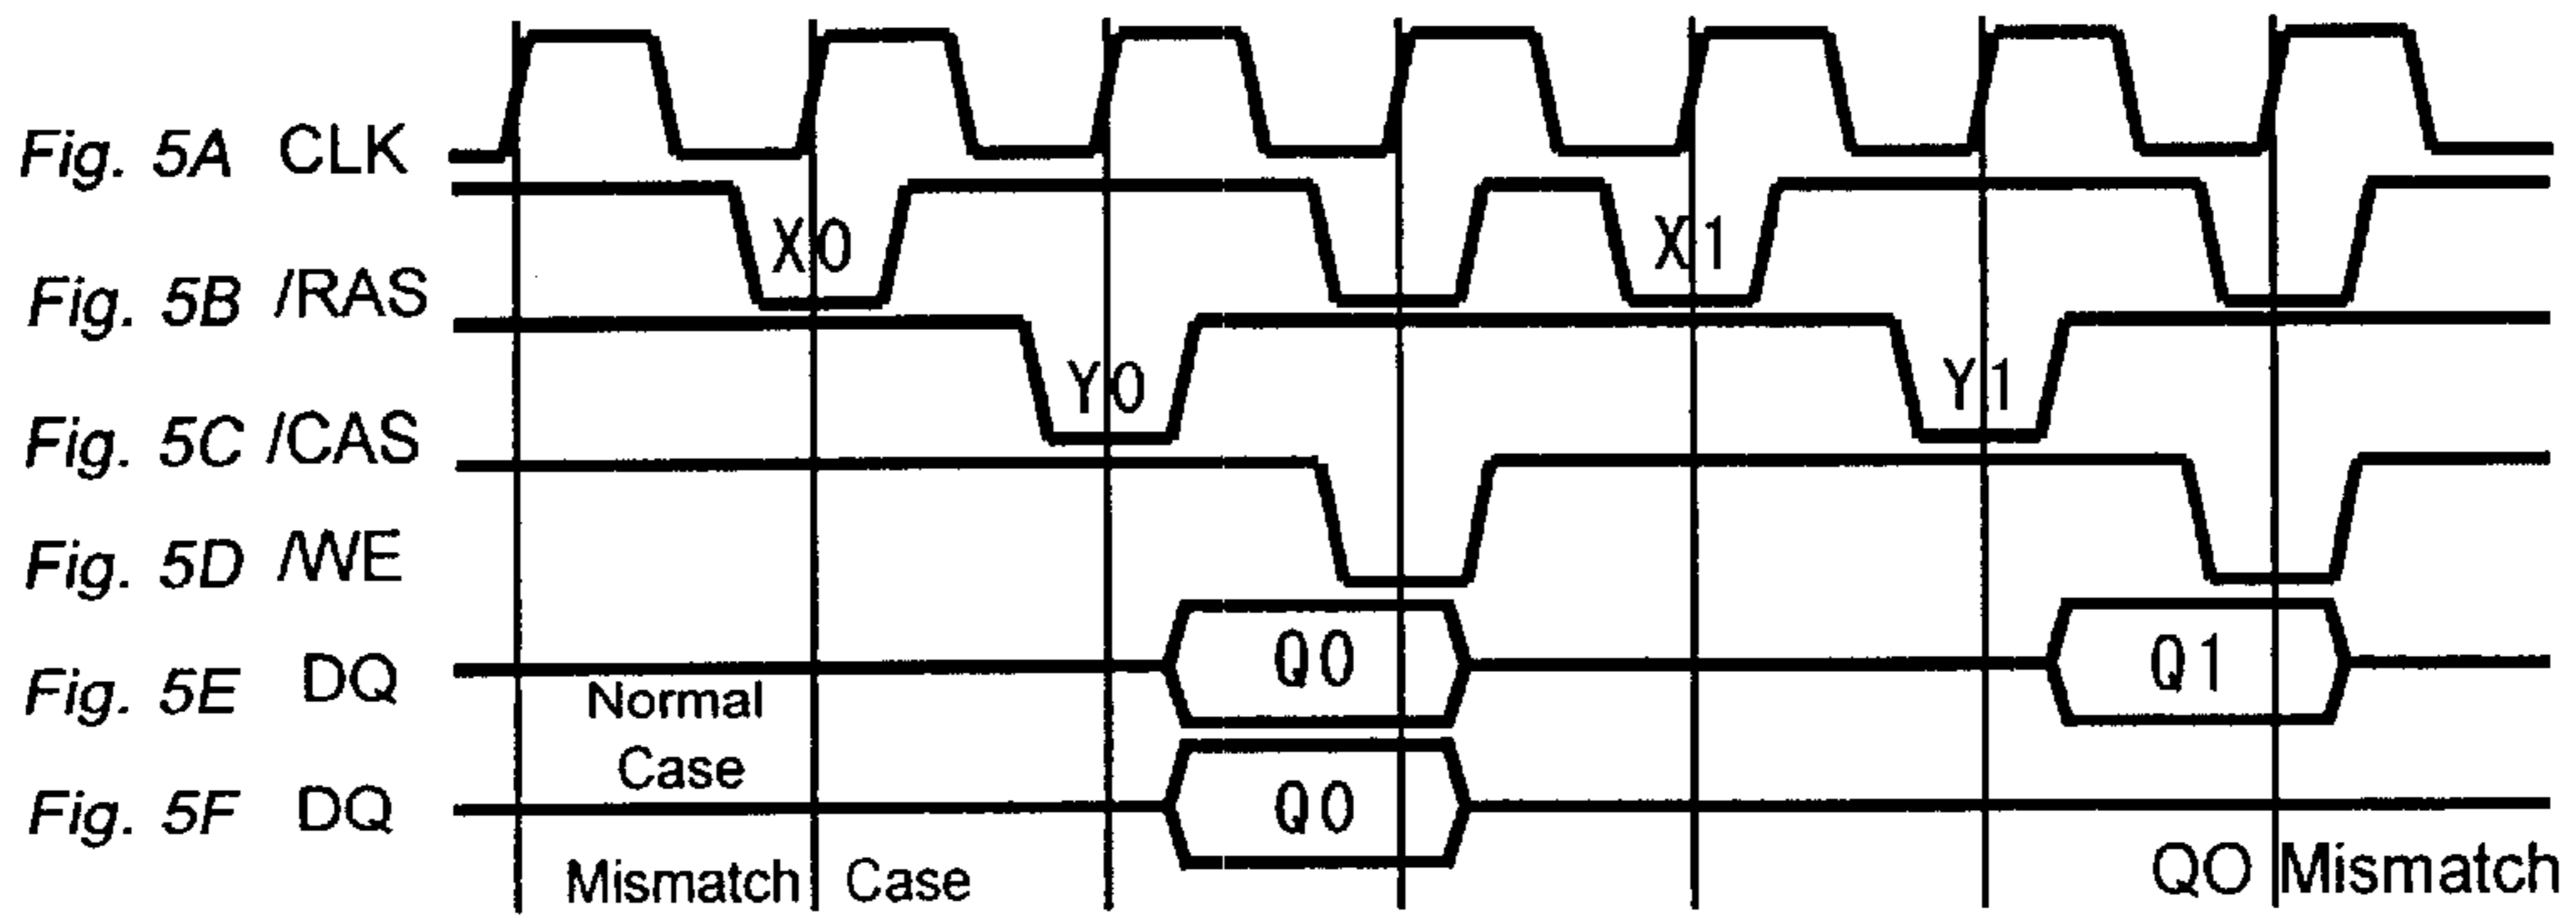 Fig. 5A CLK
X0 X1
Fig. 5B /RAS
Y0 Y1
Fig. 5C /CAS
Fig. 5D /WE
Q0 Q1
Fig. 5E DQ
Normal
Case
Q0
Fig. 5F DQ
Mismatch Case QO Mismatch